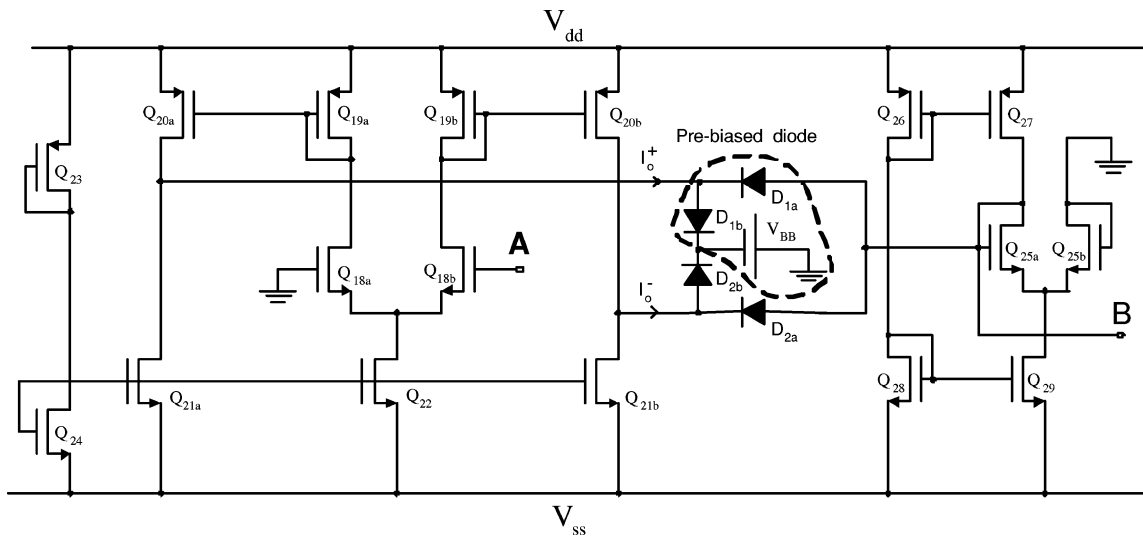 V_dd
Q_20a
Q_19a
Q_19b
Q_20b
Q_26
Q_27
Pre-biased diode
Q_23
I_o^+
D_1a
D_1b
V_BB
A
Q_18a
Q_18b
Q_25a
Q_25b
D_2b
I_o^-
D_2a
B
Q_21a
Q_22
Q_21b
Q_28
Q_29
Q_24
V_ss